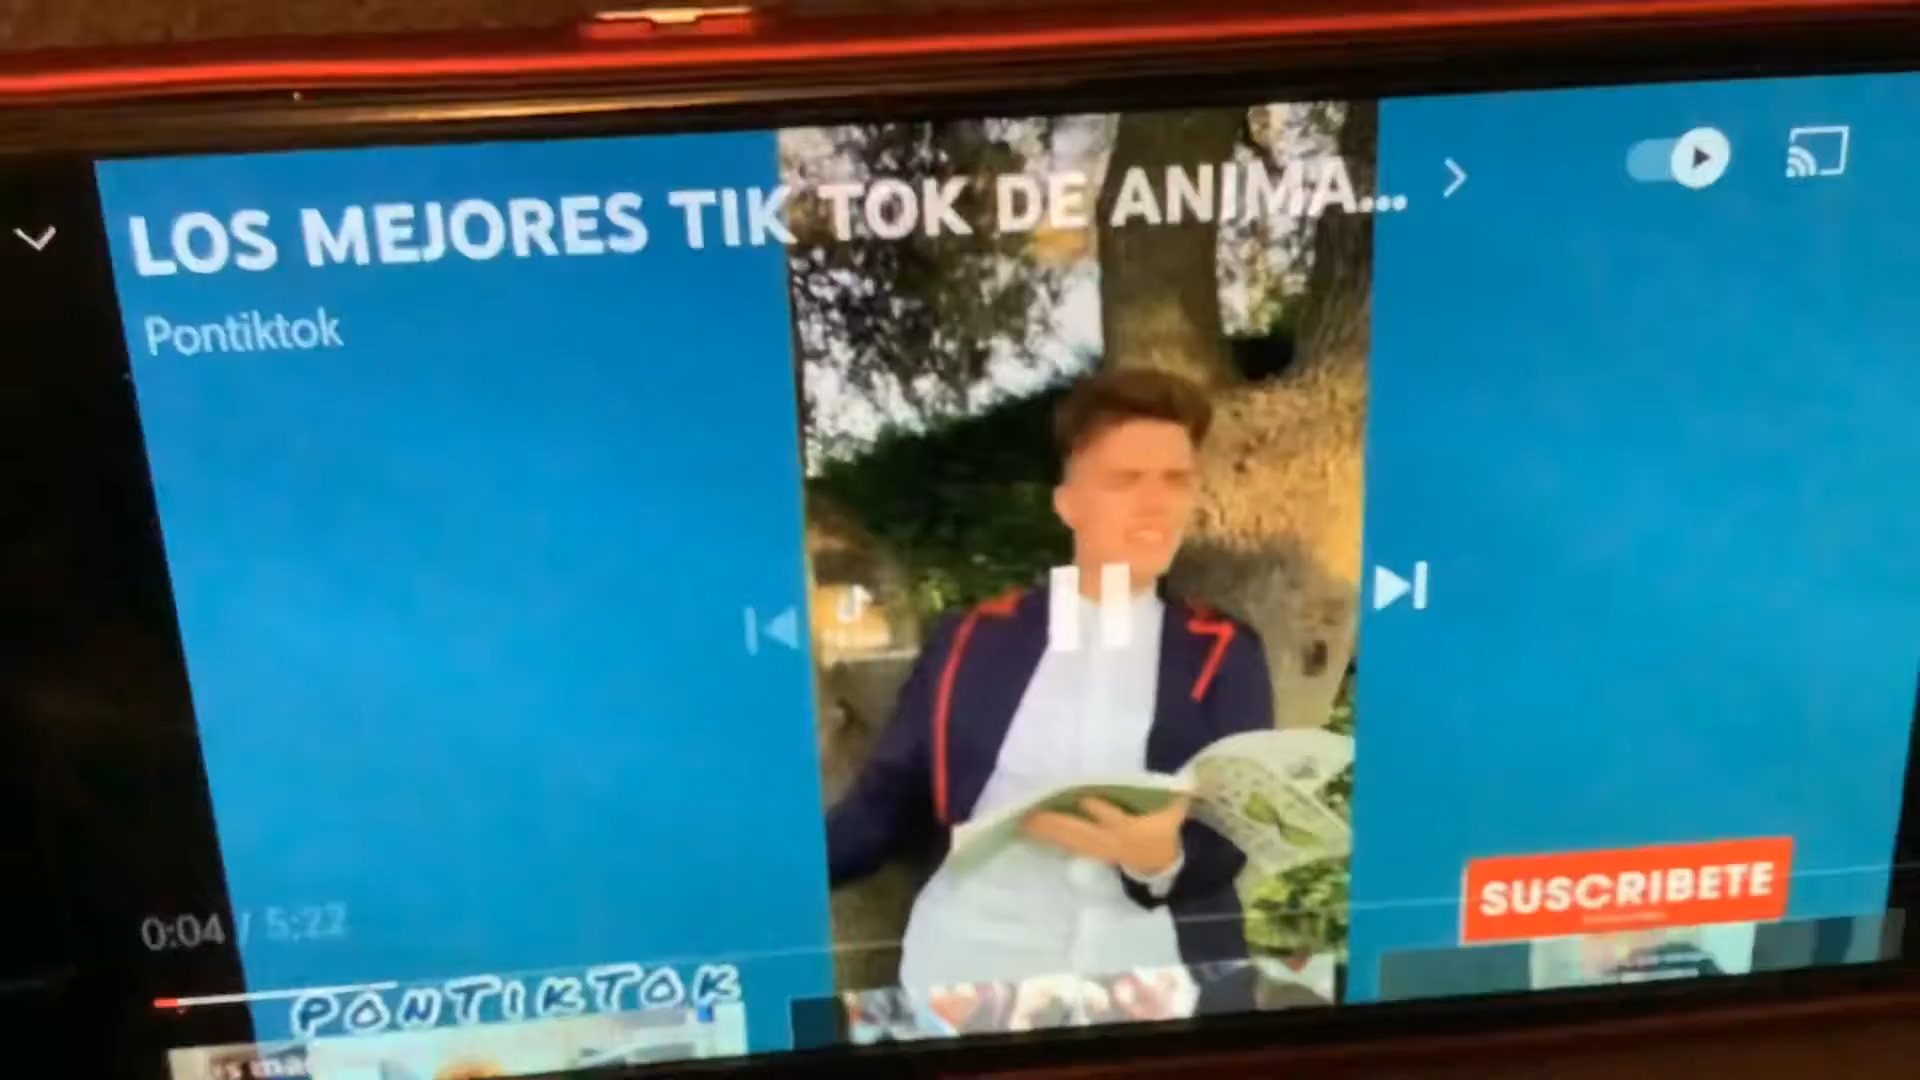 LOS MEJORES TIK TOK DE ANIMA...
Pontiktok
SUSCRIBETE
0:04 / 5:22
PONTIKTOK